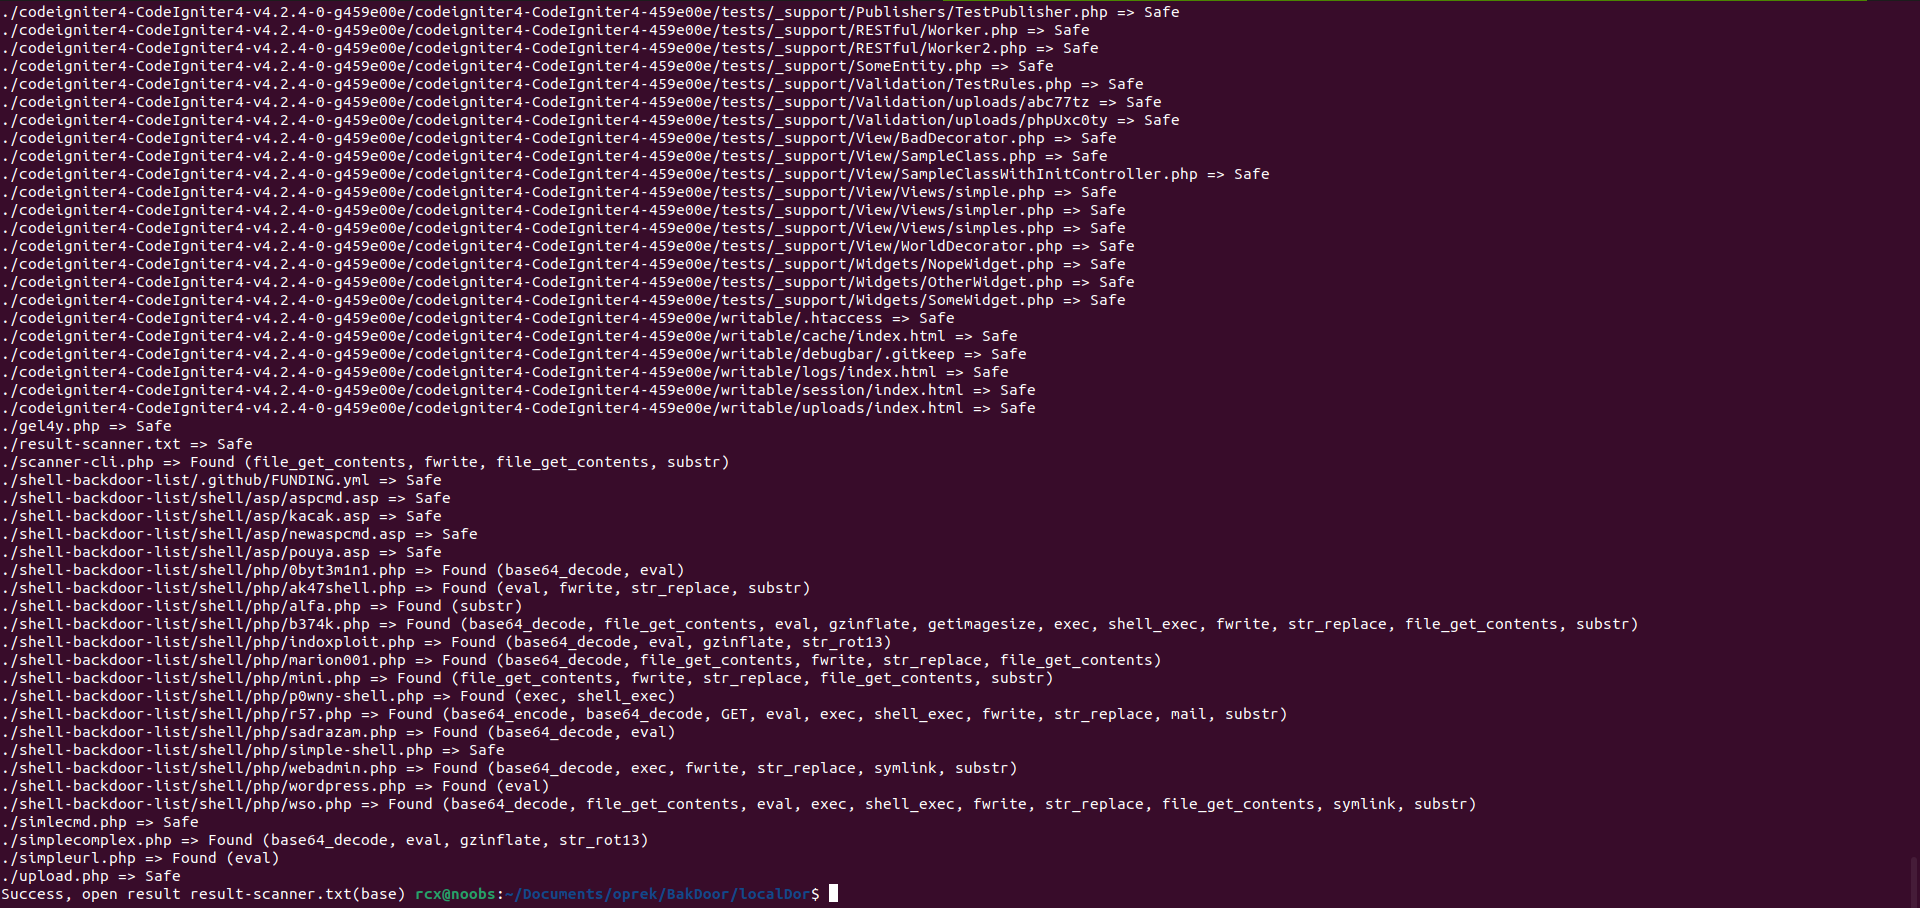 ./codeigniter4-CodeIgniter4-v4.2.4-0-g459e00e/codeigniter4-CodeIgniter4-459e00e/tests/_support/Publishers/TestPublisher.php => Safe
./codeigniter4-CodeIgniter4-v4.2.4-0-g459e00e/codeigniter4-CodeIgniter4-459e00e/tests/_support/RESTful/Worker.php => Safe
./codeigniter4-CodeIgniter4-v4.2.4-0-g459e00e/codeigniter4-CodeIgniter4-459e00e/tests/_support/RESTful/Worker2.php => Safe
./codeigniter4-CodeIgniter4-v4.2.4-0-g459e00e/codeigniter4-CodeIgniter4-459e00e/tests/_support/SomeEntity.php => Safe
./codeigniter4-CodeIgniter4-v4.2.4-0-g459e00e/codeigniter4-CodeIgniter4-459e00e/tests/_support/Validation/TestRules.php => Safe
./codeigniter4-CodeIgniter4-v4.2.4-0-g459e00e/codeigniter4-CodeIgniter4-459e00e/tests/_support/Validation/uploads/abc77tz => Safe
./codeigniter4-CodeIgniter4-v4.2.4-0-g459e00e/codeigniter4-CodeIgniter4-459e00e/tests/_support/Validation/uploads/phpUxc0ty => Safe
./codeigniter4-CodeIgniter4-v4.2.4-0-g459e00e/codeigniter4-CodeIgniter4-459e00e/tests/_support/View/BadDecorator.php => Safe
./codeigniter4-CodeIgniter4-v4.2.4-0-g459e00e/codeigniter4-CodeIgniter4-459e00e/tests/_support/View/SampleClass.php => Safe
./codeigniter4-CodeIgniter4-v4.2.4-0-g459e00e/codeigniter4-CodeIgniter4-459e00e/tests/_support/View/SampleClassWithInitController.php => Safe
./codeigniter4-CodeIgniter4-v4.2.4-0-g459e00e/codeigniter4-CodeIgniter4-459e00e/tests/_support/View/Views/simple.php => Safe
./codeigniter4-CodeIgniter4-v4.2.4-0-g459e00e/codeigniter4-CodeIgniter4-459e00e/tests/_support/View/Views/simpler.php => Safe
./codeigniter4-CodeIgniter4-v4.2.4-0-g459e00e/codeigniter4-CodeIgniter4-459e00e/tests/_support/View/Views/simples.php => Safe
./codeigniter4-CodeIgniter4-v4.2.4-0-g459e00e/codeigniter4-CodeIgniter4-459e00e/tests/_support/View/WorldDecorator.php => Safe
./codeigniter4-CodeIgniter4-v4.2.4-0-g459e00e/codeigniter4-CodeIgniter4-459e00e/tests/_support/Widgets/NopeWidget.php => Safe
./codeigniter4-CodeIgniter4-v4.2.4-0-g459e00e/codeigniter4-CodeIgniter4-459e00e/tests/_support/Widgets/OtherWidget.php => Safe
./codeigniter4-CodeIgniter4-v4.2.4-0-g459e00e/codeigniter4-CodeIgniter4-459e00e/tests/_support/Widgets/SomeWidget.php => Safe
./codeigniter4-CodeIgniter4-v4.2.4-0-g459e00e/codeigniter4-CodeIgniter4-459e00e/writable/.htaccess => Safe
./codeigniter4-CodeIgniter4-v4.2.4-0-g459e00e/codeigniter4-CodeIgniter4-459e00e/writable/cache/index.html => Safe
./codeigniter4-CodeIgniter4-v4.2.4-0-g459e00e/codeigniter4-CodeIgniter4-459e00e/writable/debugbar/.gitkeep => Safe
./codeigniter4-CodeIgniter4-v4.2.4-0-g459e00e/codeigniter4-CodeIgniter4-459e00e/writable/logs/index.html => Safe
./codeigniter4-CodeIgniter4-v4.2.4-0-g459e00e/codeigniter4-CodeIgniter4-459e00e/writable/session/index.html => Safe
./codeigniter4-CodeIgniter4-v4.2.4-0-g459e00e/codeigniter4-CodeIgniter4-459e00e/writable/uploads/index.html => Safe
./gel4y.php => Safe
./result-scanner.txt => Safe
./scanner-cli.php => Found (file_get_contents, fwrite, file_get_contents, substr)
./shell-backdoor-list/.github/FUNDING.yml => Safe
./shell-backdoor-list/shell/asp/aspcmd.asp => Safe
./shell-backdoor-list/shell/asp/kacak.asp => Safe
./shell-backdoor-list/shell/asp/newaspcmd.asp => Safe
./shell-backdoor-list/shell/asp/pouya.asp => Safe
./shell-backdoor-list/shell/php/0byt3m1n1.php => Found (base64_decode, eval)
./shell-backdoor-list/shell/php/ak47shell.php => Found (eval, fwrite, str_replace, substr)
./shell-backdoor-list/shell/php/alfa.php => Found (substr)
./shell-backdoor-list/shell/php/b374k.php => Found (base64_decode, file_get_contents, eval, gzinflate, getimagesize, exec, shell_exec, fwrite, str_replace, file_get_contents, substr)
./shell-backdoor-list/shell/php/indoxploit.php => Found (base64_decode, eval, gzinflate, str_rot13)
./shell-backdoor-list/shell/php/marion001.php => Found (base64_decode, file_get_contents, fwrite, str_replace, file_get_contents)
./shell-backdoor-list/shell/php/mini.php => Found (file_get_contents, fwrite, str_replace, file_get_contents, substr)
./shell-backdoor-list/shell/php/p0wny-shell.php => Found (exec, shell_exec)
./shell-backdoor-list/shell/php/r57.php => Found (base64_encode, base64_decode, GET, eval, exec, shell_exec, fwrite, str_replace, mail, substr)
./shell-backdoor-list/shell/php/sadrazam.php => Found (base64_decode, eval)
./shell-backdoor-list/shell/php/simple-shell.php => Safe
./shell-backdoor-list/shell/php/webadmin.php => Found (base64_decode, exec, fwrite, str_replace, symlink, substr)
./shell-backdoor-list/shell/php/wordpress.php => Found (eval)
./shell-backdoor-list/shell/php/wso.php => Found (base64_decode, file_get_contents, eval, exec, shell_exec, fwrite, str_replace, file_get_contents, symlink, substr)
./simlecmd.php => Safe
./simplecomplex.php => Found (base64_decode, eval, gzinflate, str_rot13)
./simpleurl.php => Found (eval)
./upload.php => Safe
Success, open result result-scanner.txt(base) rcx@noobs:~/Documents/oprek/BakDoor/localDor$